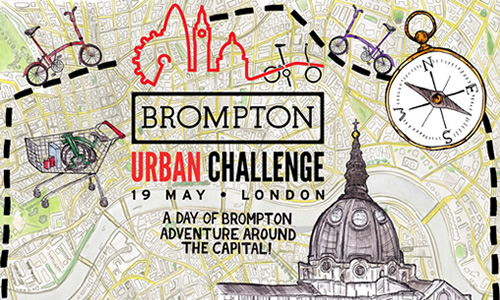 BROMPTON
URBAN CHALLENGE
19 MAY • LONDON
A DAY OF BROMPTON
ADVENTURE AROUND
THE CAPITAL!
N
E
S
W